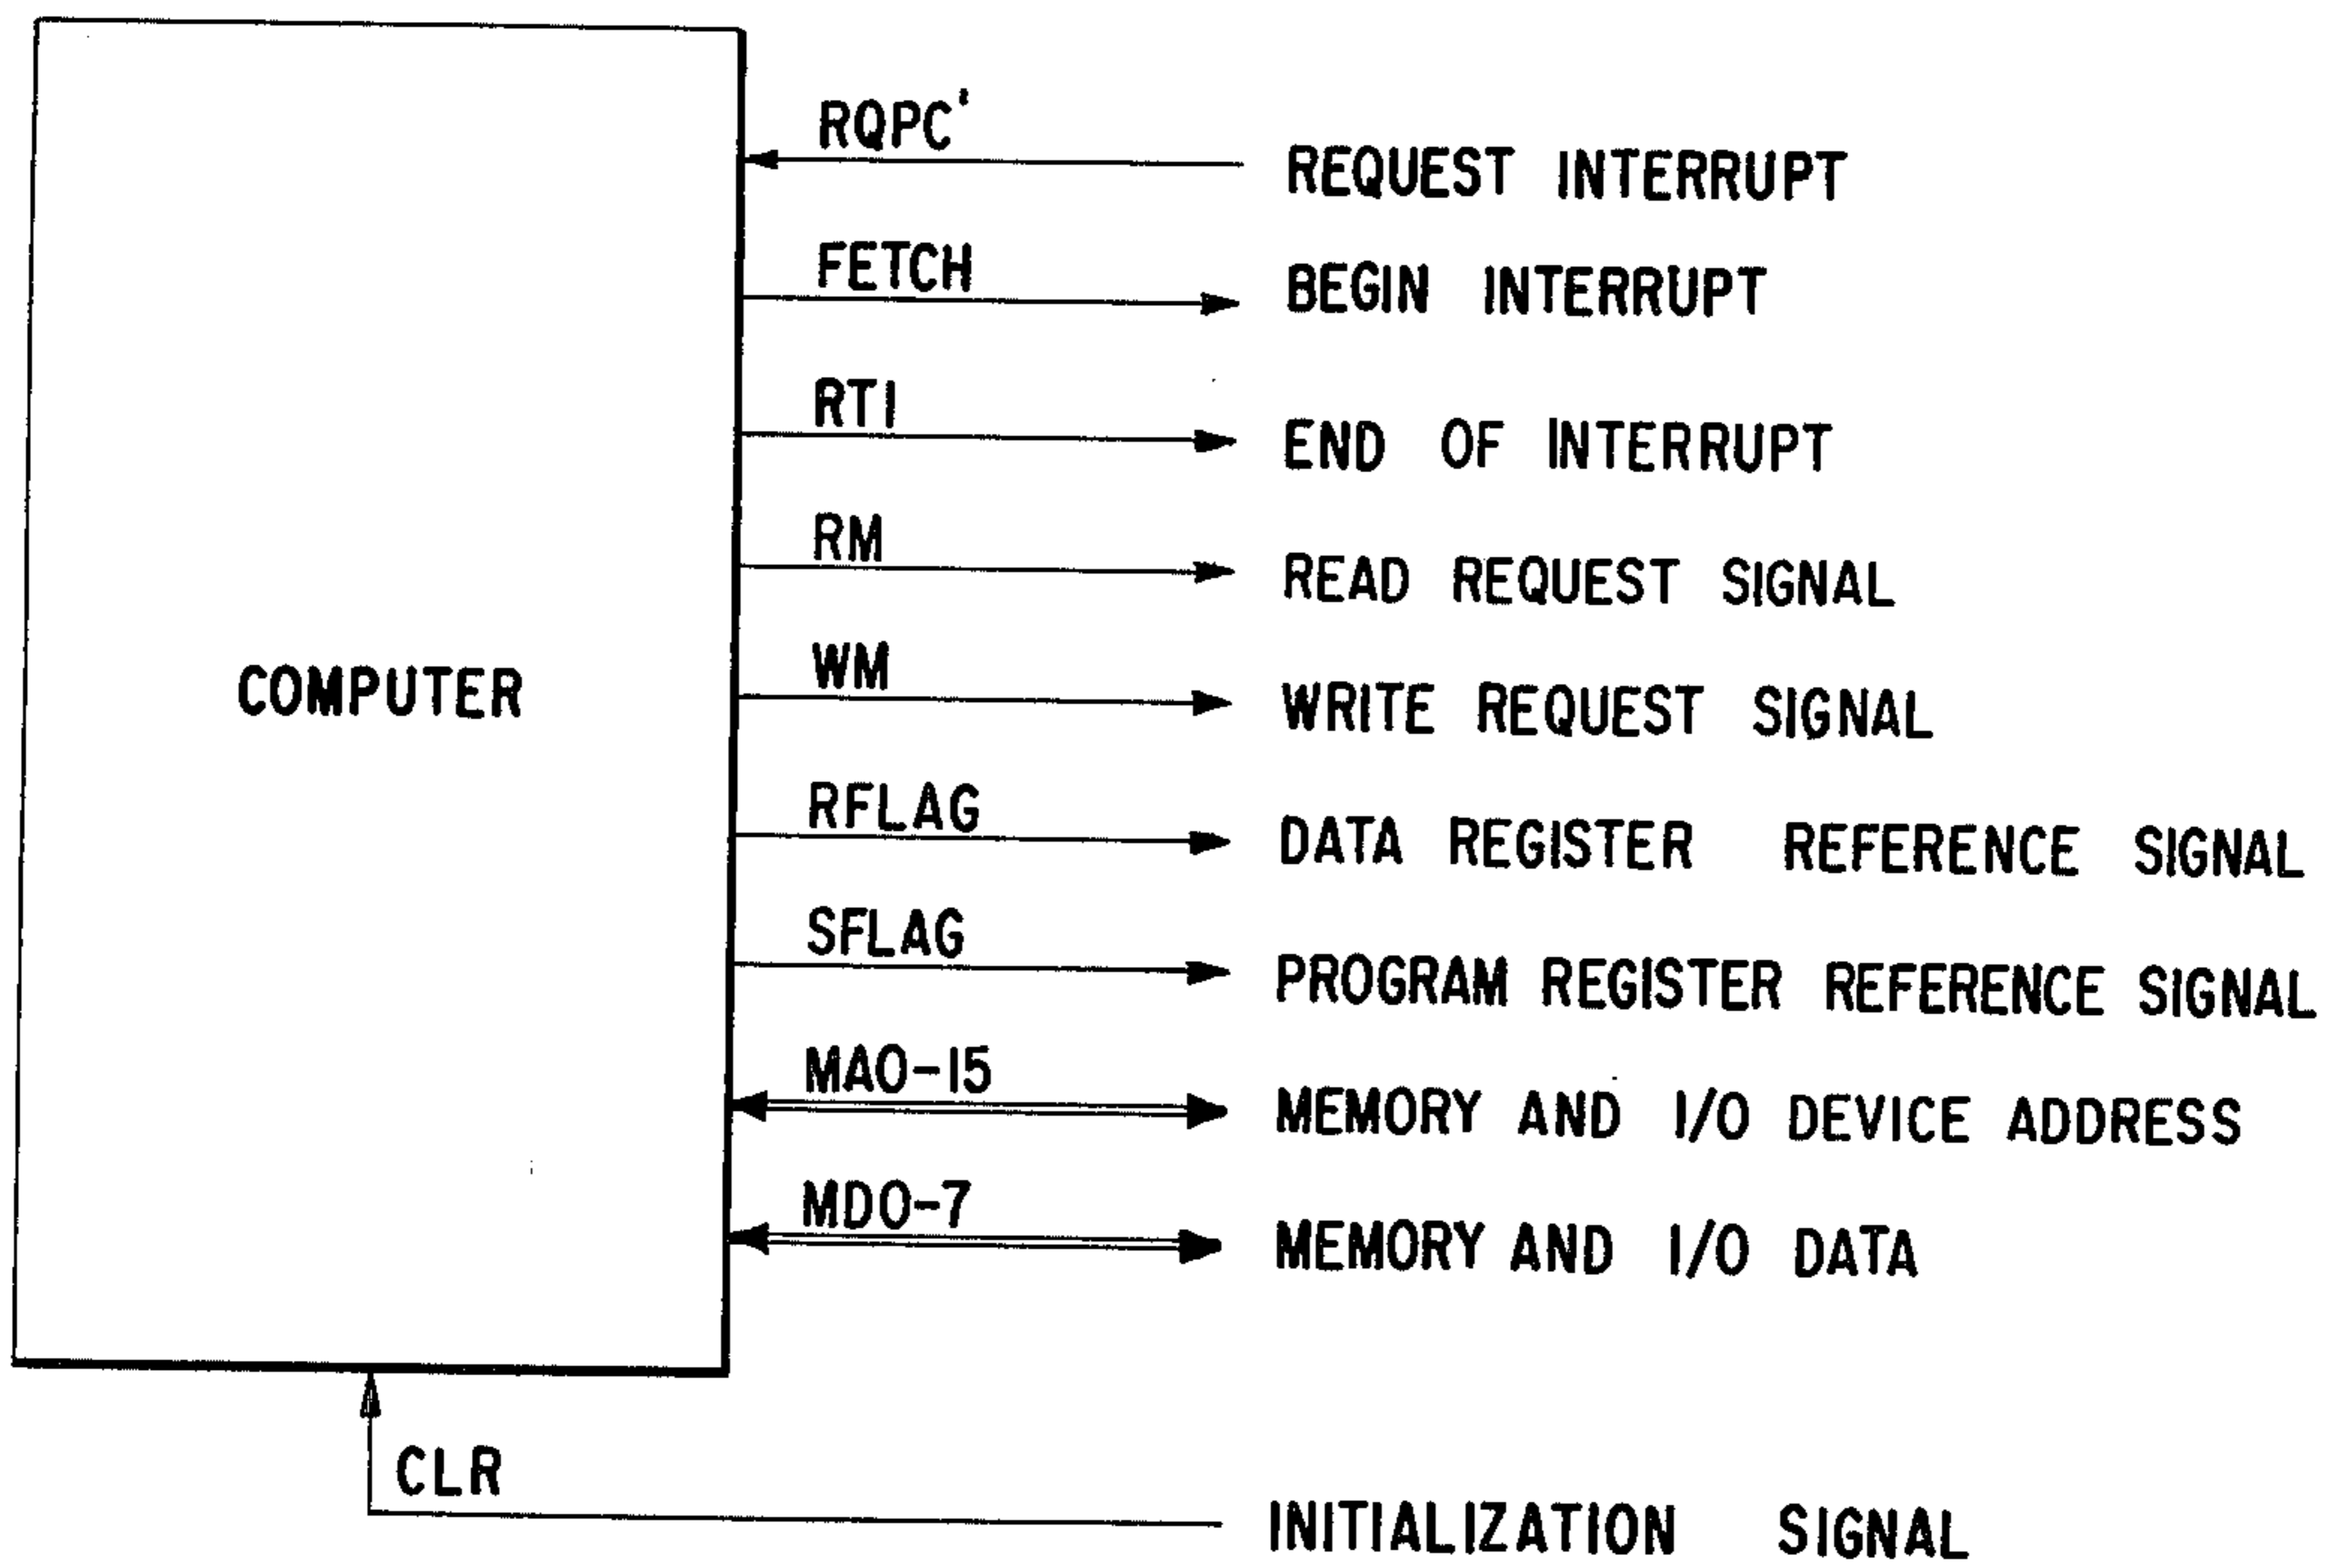 RQPC'
REQUEST INTERRUPT
FETCH
BEGIN INTERRUPT
RTI
END OF INTERRUPT
RM
READ REQUEST SIGNAL
COMPUTER
WM
WRITE REQUEST SIGNAL
RFLAG
DATA REGISTER REFERENCE SIGNAL
SFLAG
PROGRAM REGISTER REFERENCE SIGNAL
MA0-15
MEMORY AND I/O DEVICE ADDRESS
MD0-7
MEMORY AND I/O DATA
CLR
INITIALIZATION SIGNAL